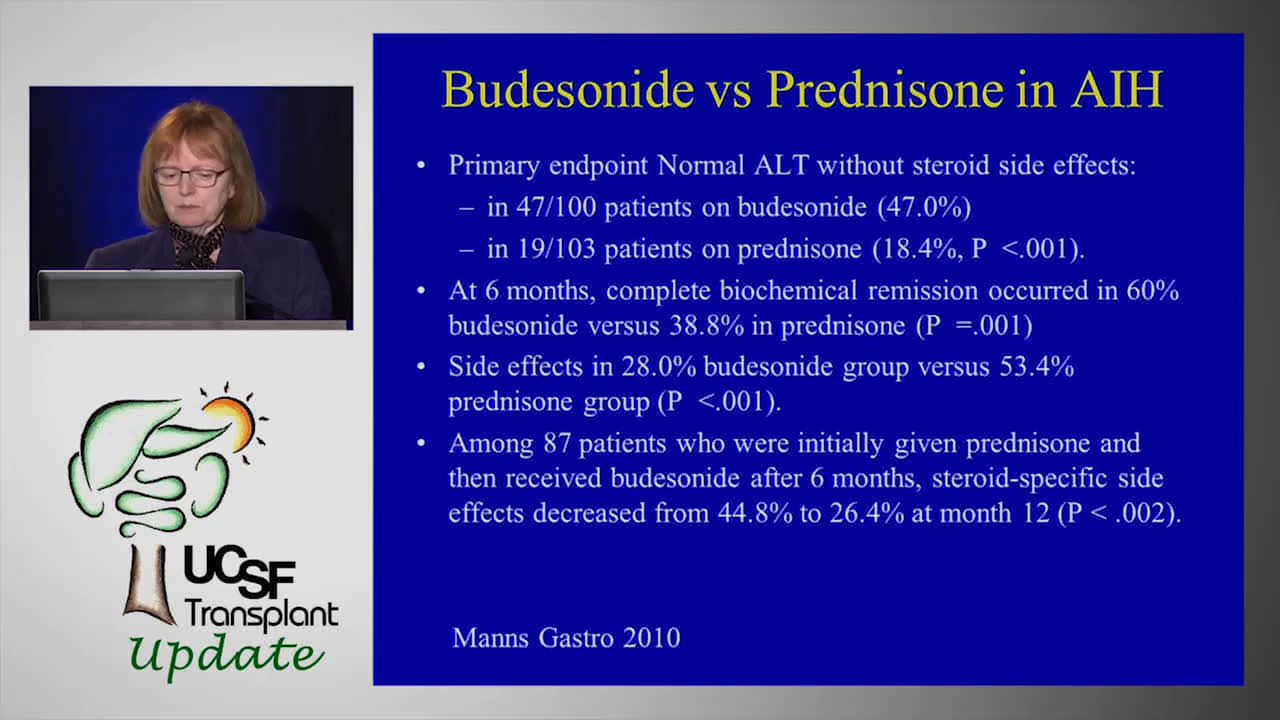 Budesonide vs Prednisone in AIH
• Primary endpoint Normal ALT without steroid side effects:
– in 47/100 patients on budesonide (47.0%)
– in 19/103 patients on prednisone (18.4%, P <.001).
• At 6 months, complete biochemical remission occurred in 60%
budesonide versus 38.8% in prednisone (P =.001)
• Side effects in 28.0% budesonide group versus 53.4%
prednisone group (P <.001).
• Among 87 patients who were initially given prednisone and
then received budesonide after 6 months, steroid-specific side
effects decreased from 44.8% to 26.4% at month 12 (P < .002).
Manns Gastro 2010
UCSF
Transplant
Update